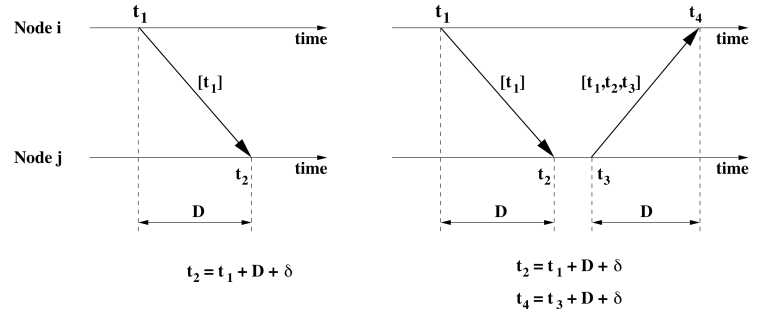 t1 t1 t4
Node i time time
[t1] [t1] [t1,t2,t3]
Node j time time
t2 t2 t3
D D D
t2 = t1 + D + δ
t2 = t1 + D + δ
t4 = t3 + D + δ